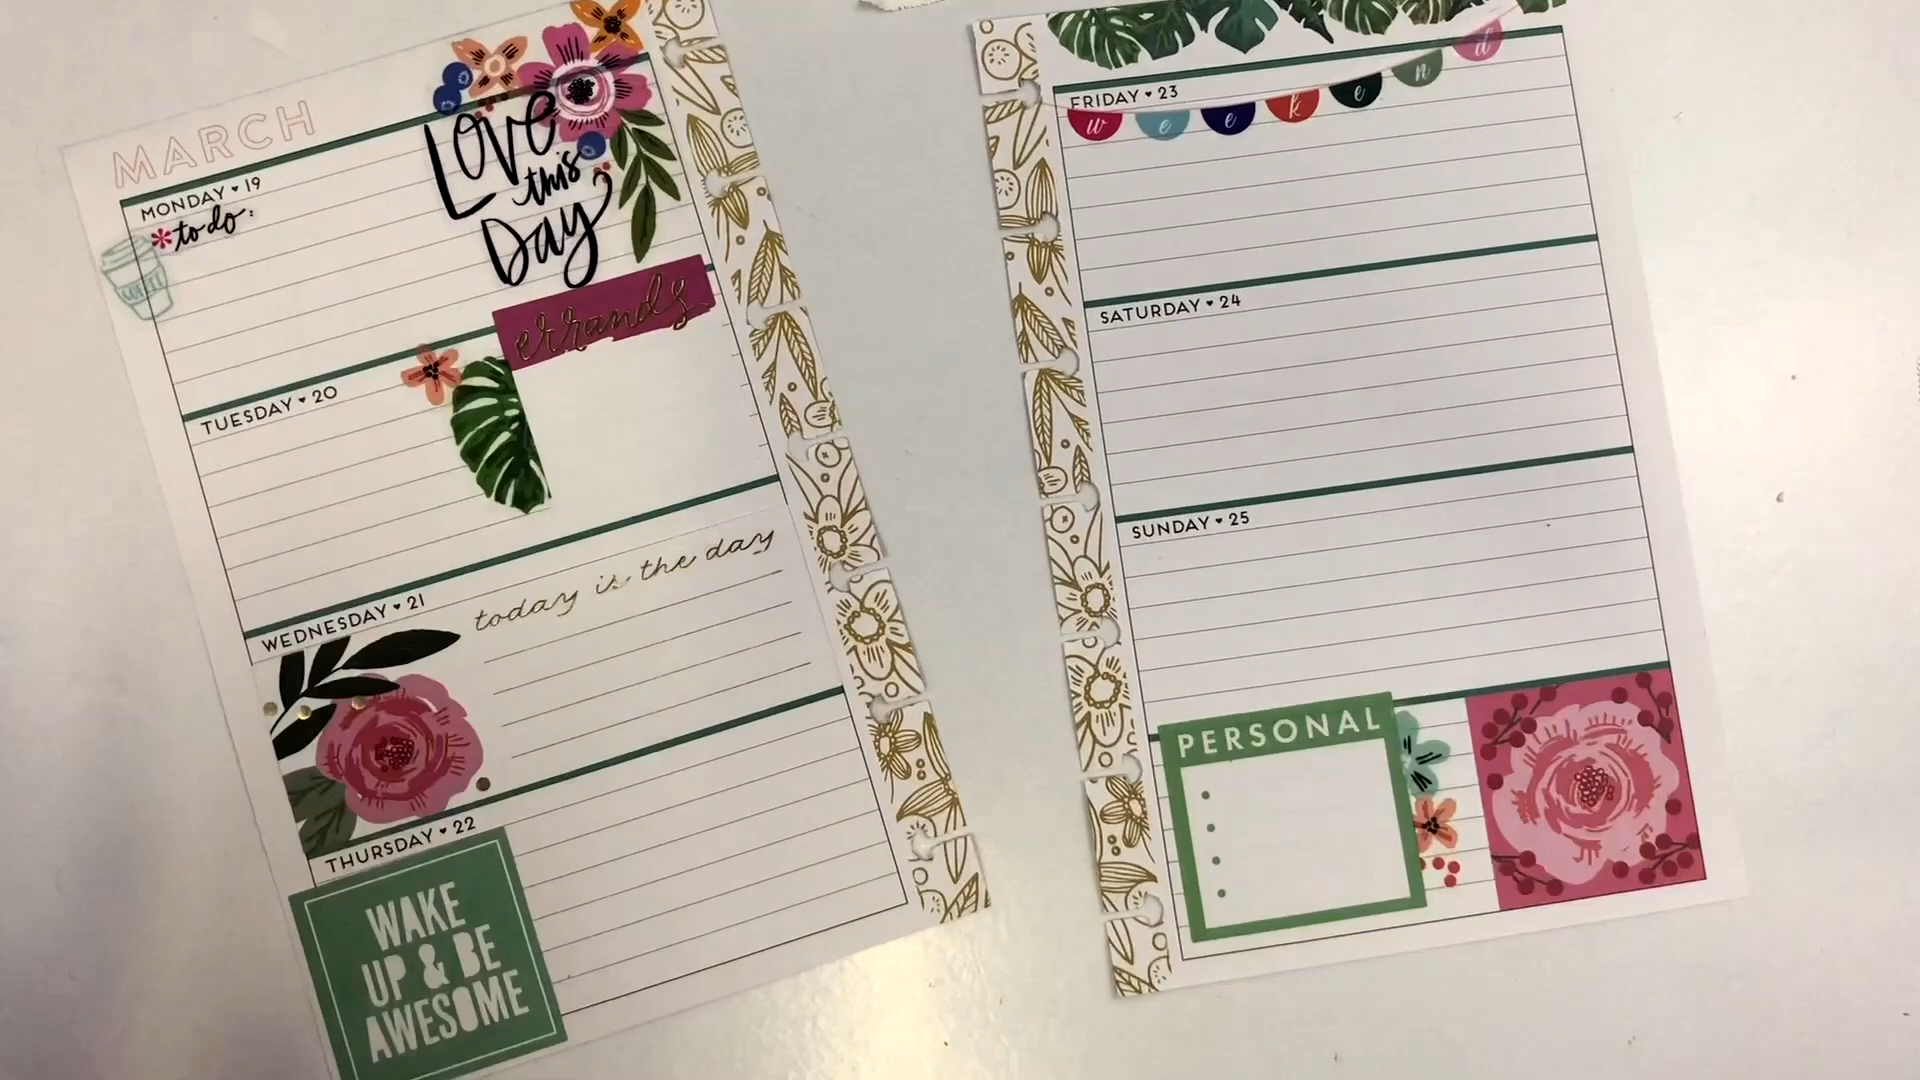 MARCH
MONDAY ♥ 19
*to do:
COFFEE
Love
this
Day
errands
TUESDAY ♥ 20
WEDNESDAY ♥ 21
today is the day
THURSDAY ♥ 22
WAKE
UP & BE
AWESOME
FRIDAY ♥ 23
weekend
SATURDAY ♥ 24
SUNDAY ♥ 25
PERSONAL